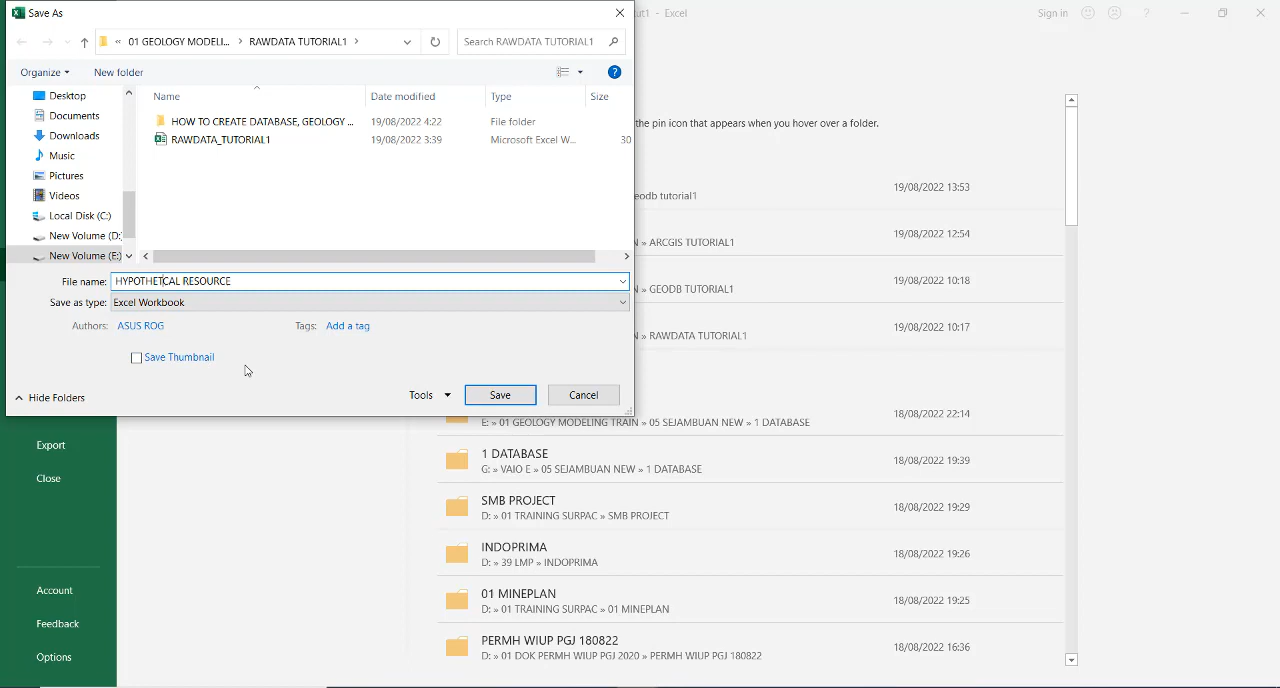 Save As
ut1 - Excel
Sign in
?
« 01 GEOLOGY MODELI... > RAWDATA TUTORIAL1 >
Search RAWDATA TUTORIAL1
Organize
New folder
?
Desktop
Documents
Downloads
Music
Pictures
Videos
Local Disk (C:)
New Volume (D:
New Volume (E:)
Name
Date modified
Type
Size
HOW TO CREATE DATABASE, GEOLOGY ...
19/08/2022 4:22
File folder
RAWDATA_TUTORIAL1
19/08/2022 3:39
Microsoft Excel W...
30
File name:
HYPOTHETCAL RESOURCE
Save as type:
Excel Workbook
Authors:
ASUS ROG
Tags:
Add a tag
Save Thumbnail
Hide Folders
Tools
Save
Cancel
the pin icon that appears when you hover over a folder.
19/08/2022 13:53
eodb tutorial1
19/08/2022 12:54
N » ARCGIS TUTORIAL1
19/08/2022 10:18
N » GEODB TUTORIAL1
19/08/2022 10:17
N » RAWDATA TUTORIAL1
18/08/2022 22:14
E: » 01 GEOLOGY MODELING TRAIN » 05 SEJAMBUAN NEW » 1 DATABASE
1 DATABASE
G: » VAIO E » 05 SEJAMBUAN NEW » 1 DATABASE
18/08/2022 19:39
SMB PROJECT
D: » 01 TRAINING SURPAC » SMB PROJECT
18/08/2022 19:29
INDOPRIMA
D: » 39 LMP » INDOPRIMA
18/08/2022 19:26
01 MINEPLAN
D: » 01 TRAINING SURPAC » 01 MINEPLAN
18/08/2022 19:25
PERMH WIUP PGJ 180822
D: » 01 DOK PERMH WIUP PGJ 2020 » PERMH WIUP PGJ 180822
18/08/2022 16:36
Export
Close
Account
Feedback
Options